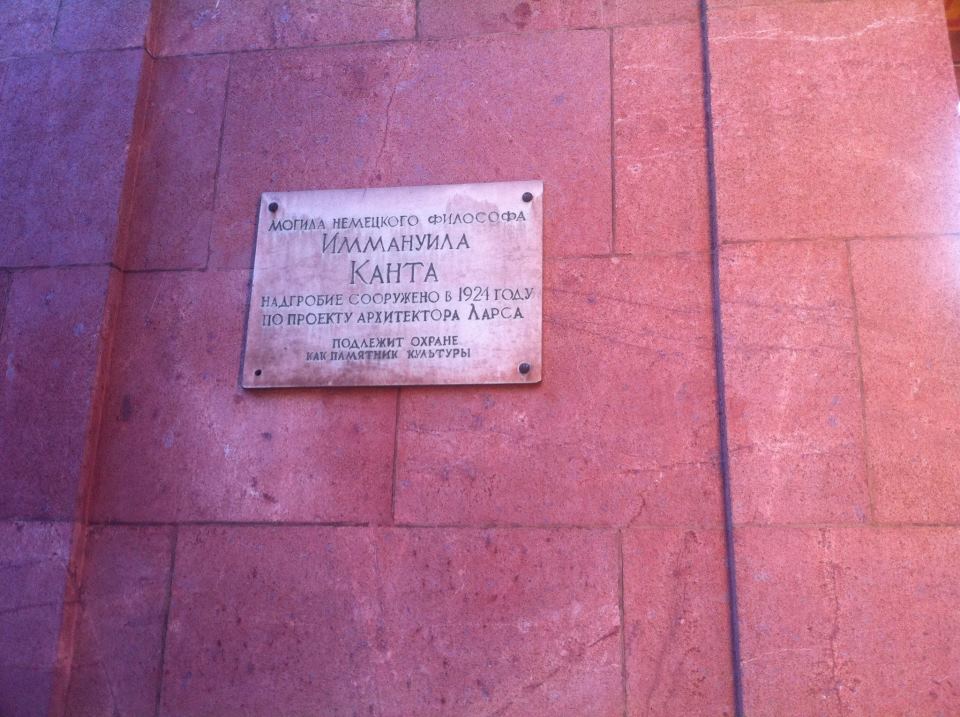 МОГИЛА НЕМЕЦКОГО ФИЛОСОФА
ИММАНУИЛА
КАНТА
НАДГРОБИЕ СООРУЖЕНО В 1924 ГОДУ
ПО ПРОЕКТУ АРХИТЕКТОРА ЛАРСА
ПОДЛЕЖИТ ОХРАНЕ
КАК ПАМЯТНИК КУЛЬТУРЫ